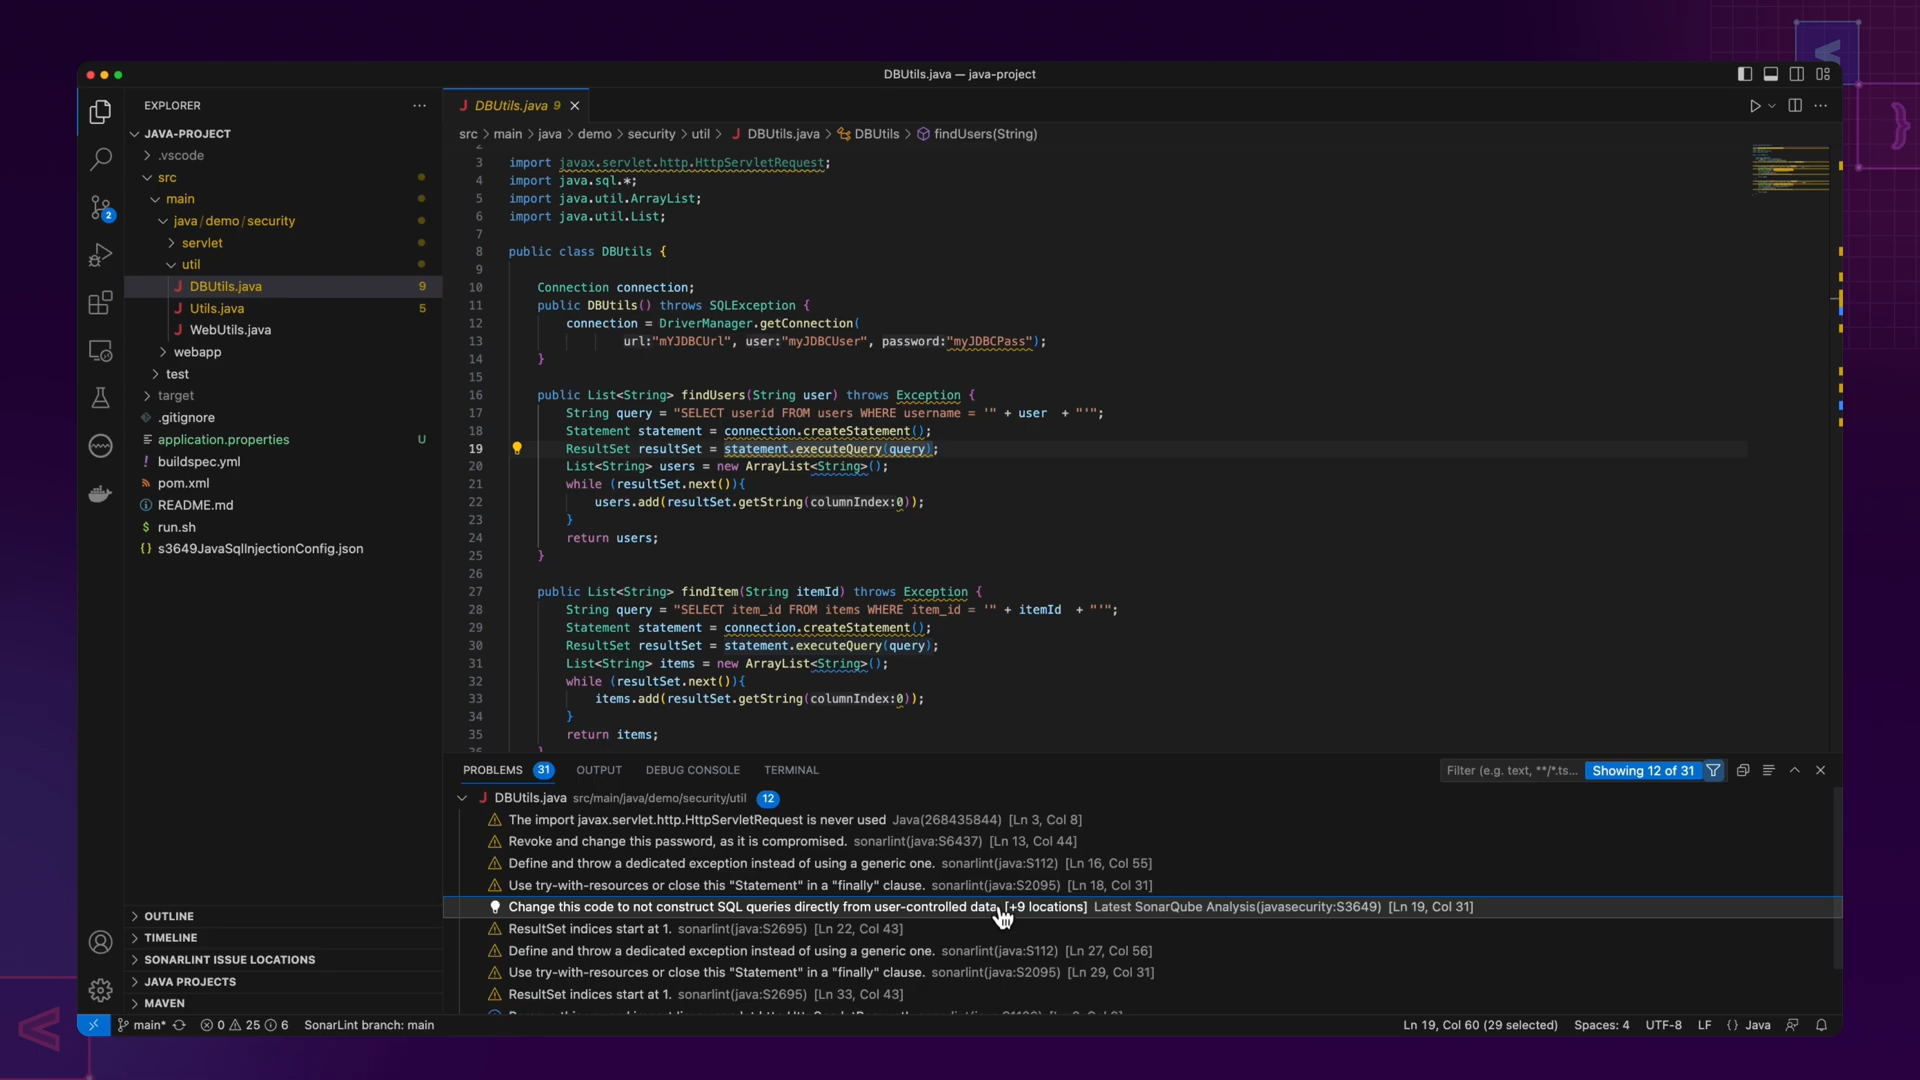 DBUtils.java — java-project
EXPLORER
JAVA-PROJECT
.vscode
src
main
java/demo/security
servlet
util
DBUtils.java 9
Utils.java 5
WebUtils.java
webapp
test
target
.gitignore
application.properties U
buildspec.yml
pom.xml
README.md
run.sh
s3649JavaSqlInjectionConfig.json
OUTLINE
TIMELINE
SONARLINT ISSUE LOCATIONS
JAVA PROJECTS
MAVEN
2
J DBUtils.java 9
src > main > java > demo > security > util > J DBUtils.java > DBUtils > findUsers(String)
2
3 import javax.servlet.http.HttpServletRequest;
4 import java.sql.*;
5 import java.util.ArrayList;
6 import java.util.List;
7
8 public class DBUtils {
9
10 Connection connection;
11 public DBUtils() throws SQLException {
12 connection = DriverManager.getConnection(
13 url:"mYJDBCUrl", user:"myJDBCUser", password:"myJDBCPass");
14 }
15
16 public List<String> findUsers(String user) throws Exception {
17 String query = "SELECT userid FROM users WHERE username = '" + user + "'";
18 Statement statement = connection.createStatement();
19 ResultSet resultSet = statement.executeQuery(query);
20 List<String> users = new ArrayList<String>();
21 while (resultSet.next()){
22 users.add(resultSet.getString(columnIndex:0));
23 }
24 return users;
25 }
26
27 public List<String> findItem(String itemId) throws Exception {
28 String query = "SELECT item_id FROM items WHERE item_id = '" + itemId + "'";
29 Statement statement = connection.createStatement();
30 ResultSet resultSet = statement.executeQuery(query);
31 List<String> items = new ArrayList<String>();
32 while (resultSet.next()){
33 items.add(resultSet.getString(columnIndex:0));
34 }
35 return items;
36 }
PROBLEMS 31 OUTPUT DEBUG CONSOLE TERMINAL Filter (e.g. text, **/*.ts... Showing 12 of 31
J DBUtils.java src/main/java/demo/security/util 12
The import javax.servlet.http.HttpServletRequest is never used Java(268435844) [Ln 3, Col 8]
Revoke and change this password, as it is compromised. sonarlint(java:S6437) [Ln 13, Col 44]
Define and throw a dedicated exception instead of using a generic one. sonarlint(java:S112) [Ln 16, Col 55]
Use try-with-resources or close this "Statement" in a "finally" clause. sonarlint(java:S2095) [Ln 18, Col 31]
Change this code to not construct SQL queries directly from user-controlled data. [+9 locations] Latest SonarQube Analysis(javasecurity:S3649) [Ln 19, Col 31]
ResultSet indices start at 1. sonarlint(java:S2695) [Ln 22, Col 43]
Define and throw a dedicated exception instead of using a generic one. sonarlint(java:S112) [Ln 27, Col 56]
Use try-with-resources or close this "Statement" in a "finally" clause. sonarlint(java:S2095) [Ln 29, Col 31]
ResultSet indices start at 1. sonarlint(java:S2695) [Ln 33, Col 43]
main* 0 25 6 SonarLint branch: main Ln 19, Col 60 (29 selected) Spaces: 4 UTF-8 LF {} Java